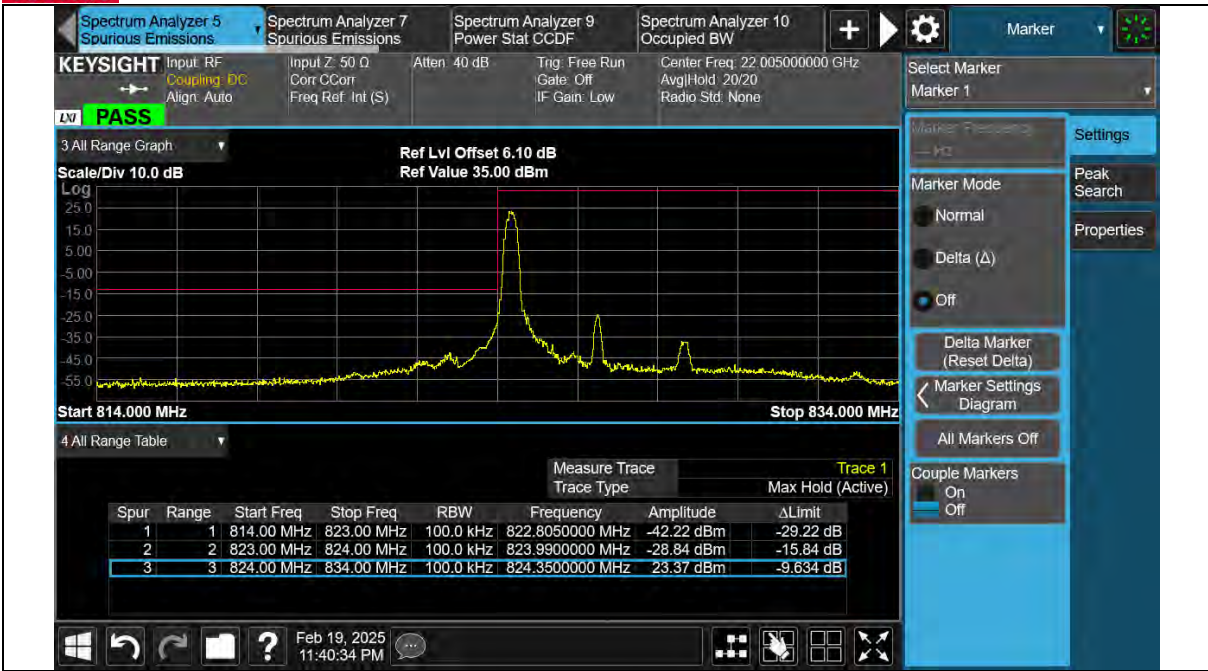 Spectrum Analyzer 5
Spurious Emissions
Spectrum Analyzer 7
Spurious Emissions
Spectrum Analyzer 9
Power Stat CCDF
Spectrum Analyzer 10
Occupied BW
+
Marker
KEYSIGHT
Input: RF
Coupling: DC
Align: Auto
Input Z: 50 Ω
Corr CCorr
Freq Ref: Int (S)
Atten: 40 dB
Trig: Free Run
Gate: Off
IF Gain: Low
Center Freq: 22.005000000 GHz
Avg|Hold: 20/20
Radio Std: None
LXI
PASS
Select Marker
Marker 1
Marker Frequency
--- Hz
Settings
Peak Search
Properties
Marker Mode
Normal
Delta (Δ)
Off
Delta Marker
(Reset Delta)
Marker Settings
Diagram
All Markers Off
Couple Markers
On
Off
3 All Range Graph
Scale/Div 10.0 dB
Ref Lvl Offset 6.10 dB
Ref Value 35.00 dBm
Log
25.0
15.0
5.00
-5.00
-15.0
-25.0
-35.0
-45.0
-55.0
Start 814.000 MHz
Stop 834.000 MHz
4 All Range Table
Measure Trace Trace 1
Trace Type Max Hold (Active)
Spur Range Start Freq Stop Freq RBW Frequency Amplitude ΔLimit
1 1 814.00 MHz 823.00 MHz 100.0 kHz 822.8050000 MHz -42.22 dBm -29.22 dB
2 2 823.00 MHz 824.00 MHz 100.0 kHz 823.9900000 MHz -28.84 dBm -15.84 dB
3 3 824.00 MHz 834.00 MHz 100.0 kHz 824.3500000 MHz 23.37 dBm -9.634 dB
?
Feb 19, 2025
11:40:34 PM